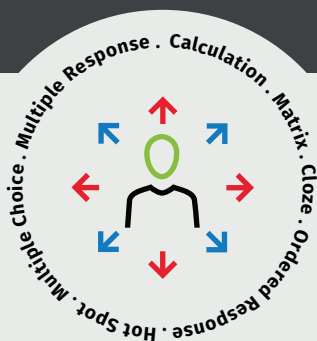 Multiple Choice . Multiple Response . Calculation . Matrix . Cloze . Ordered Response . Hot Spot .